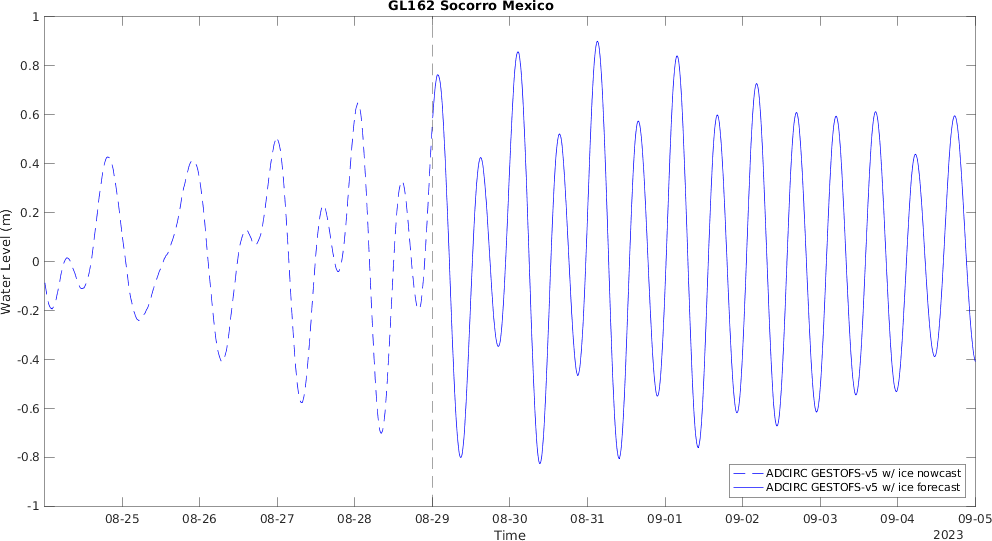 GL162 Socorro Mexico
1
0.8
0.6
0.4
0.2
0
-0.2
-0.4
-0.6
-0.8
-1
Water Level (m)
ADCIRC GESTOFS-v5 w/ ice nowcast
ADCIRC GESTOFS-v5 w/ ice forecast
08-25 08-26 08-27 08-28 08-29 08-30 08-31 09-01 09-02 09-03 09-04 09-05
Time
2023